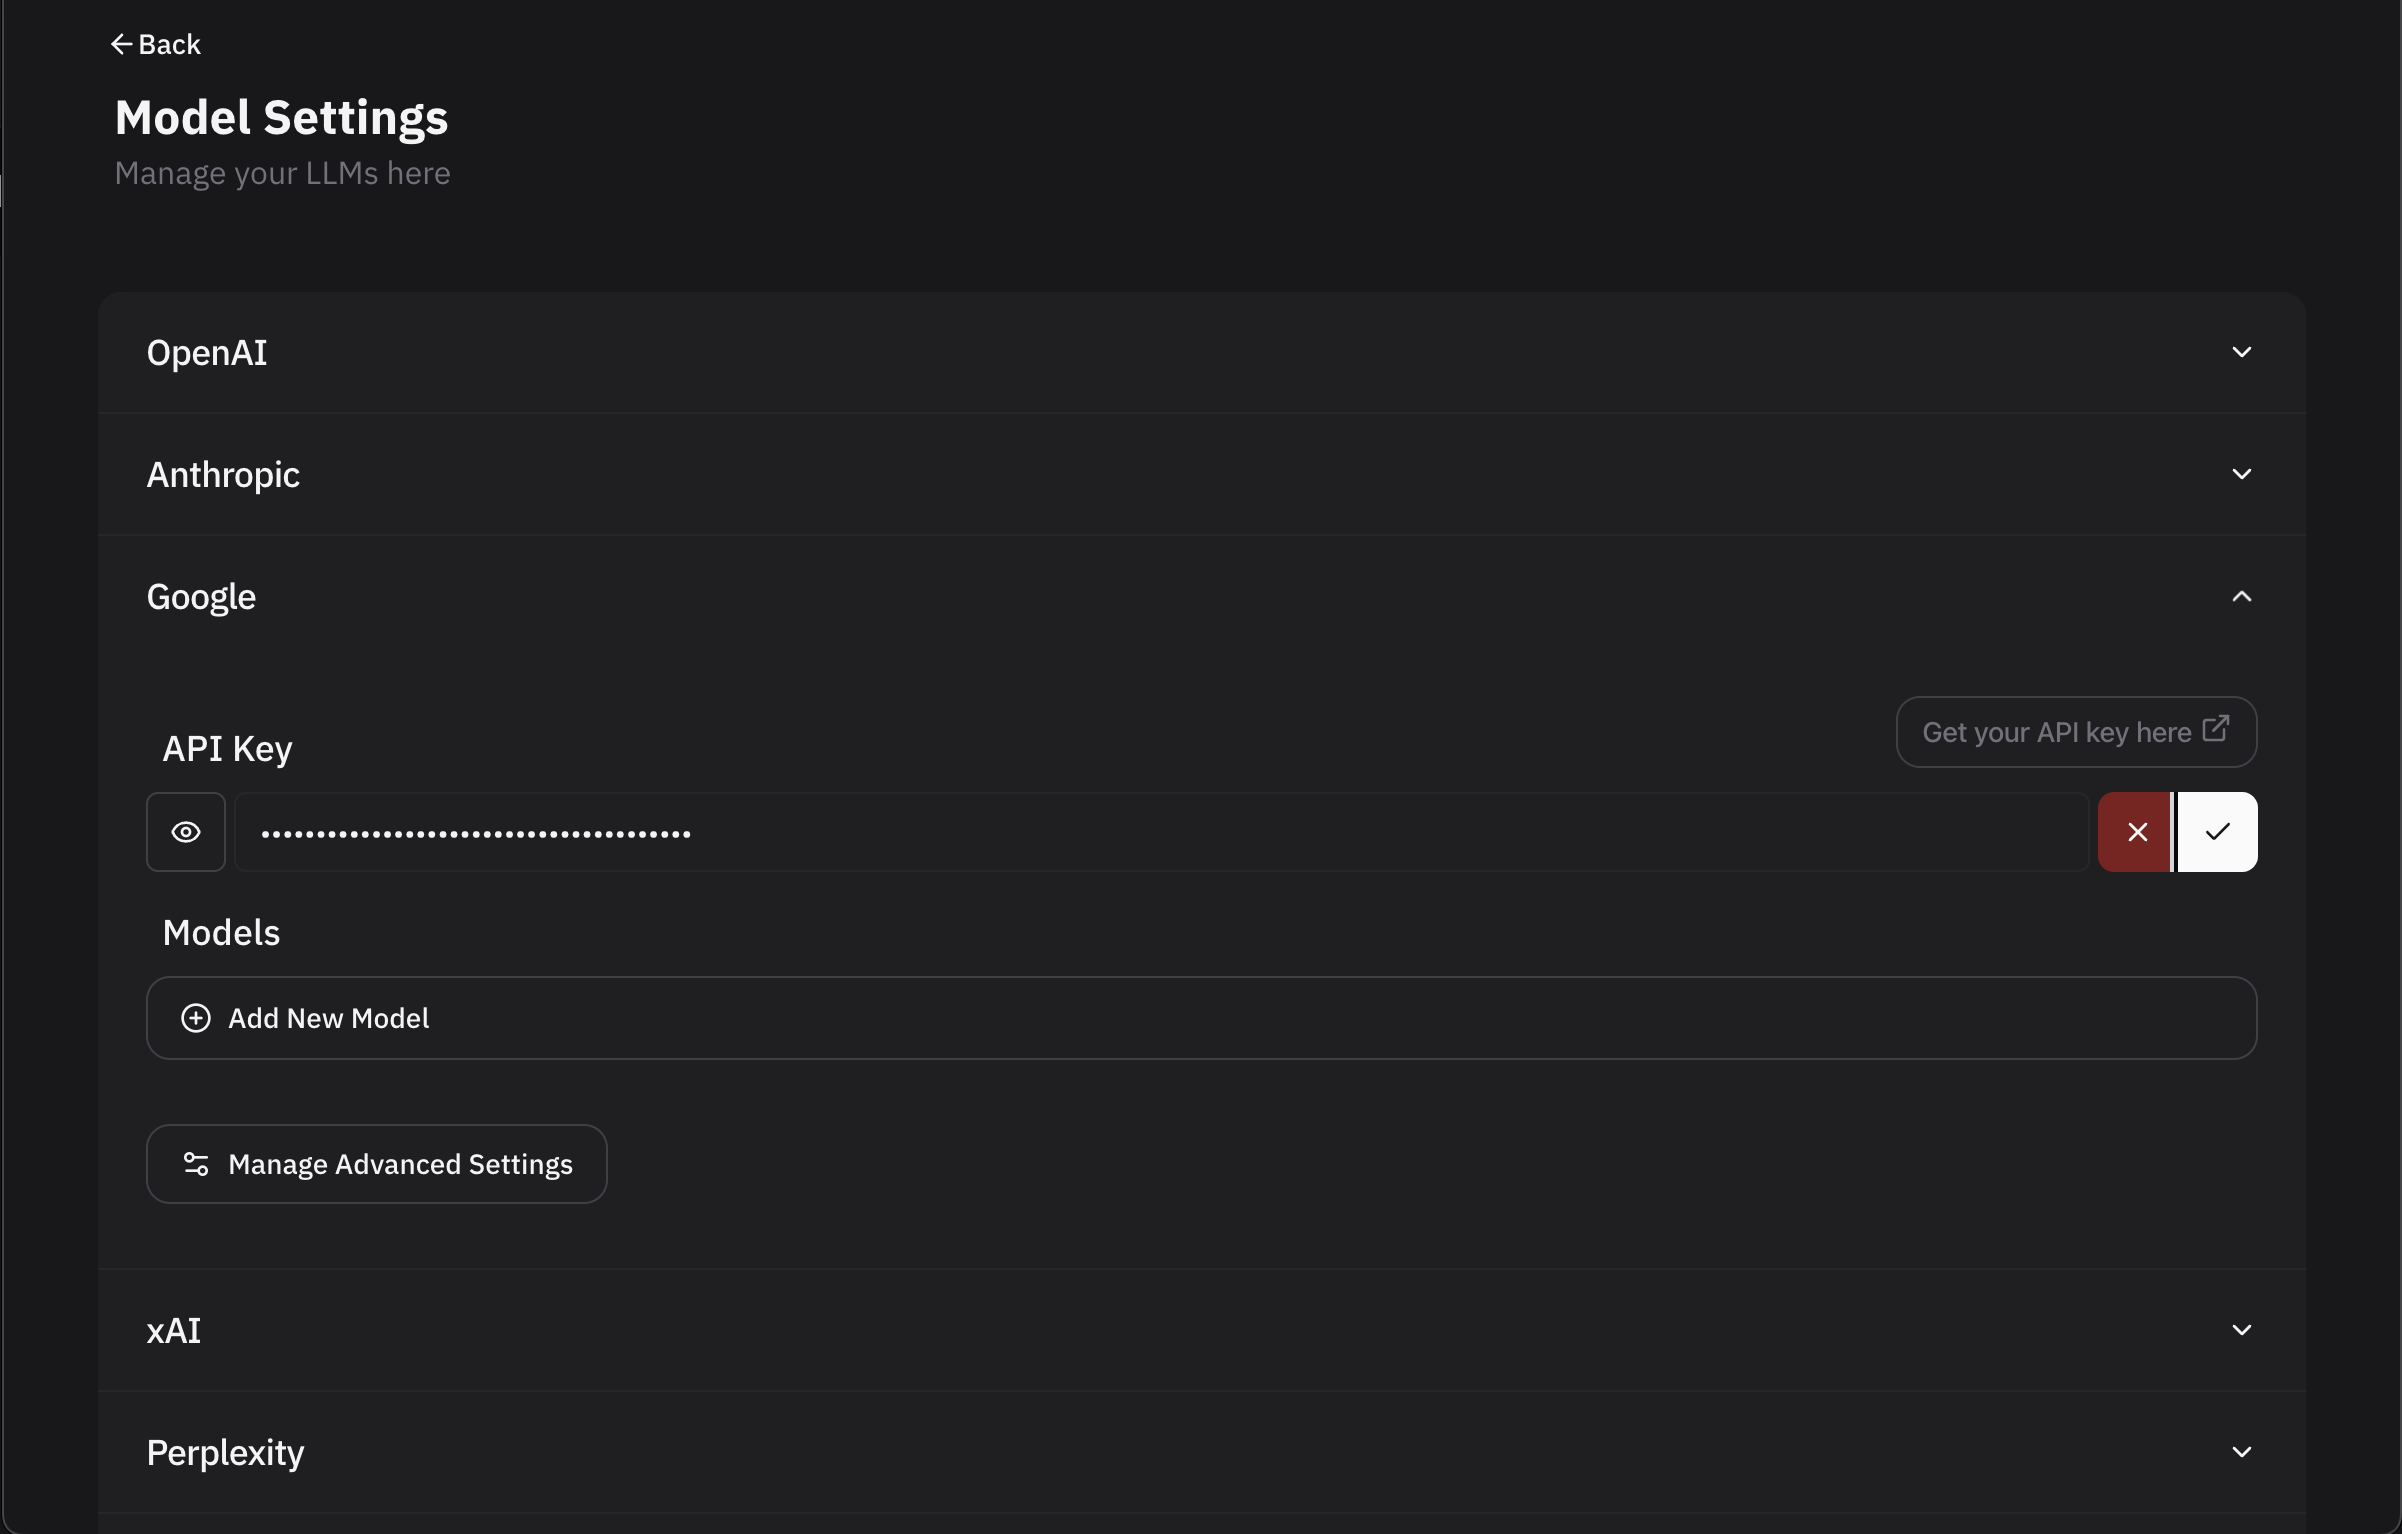 Back
Model Settings
Manage your LLMs here
OpenAI
Anthropic
Google
API Key
Get your API key here
•••••••••••••••••••••••••••••••••••••••
Models
Add New Model
Manage Advanced Settings
xAI
Perplexity